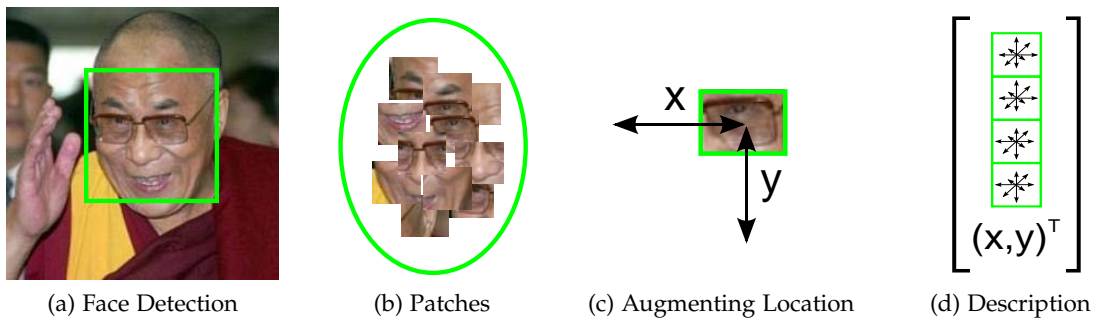 x
y
(x,y)ᵀ
(a) Face Detection
(b) Patches
(c) Augmenting Location
(d) Description